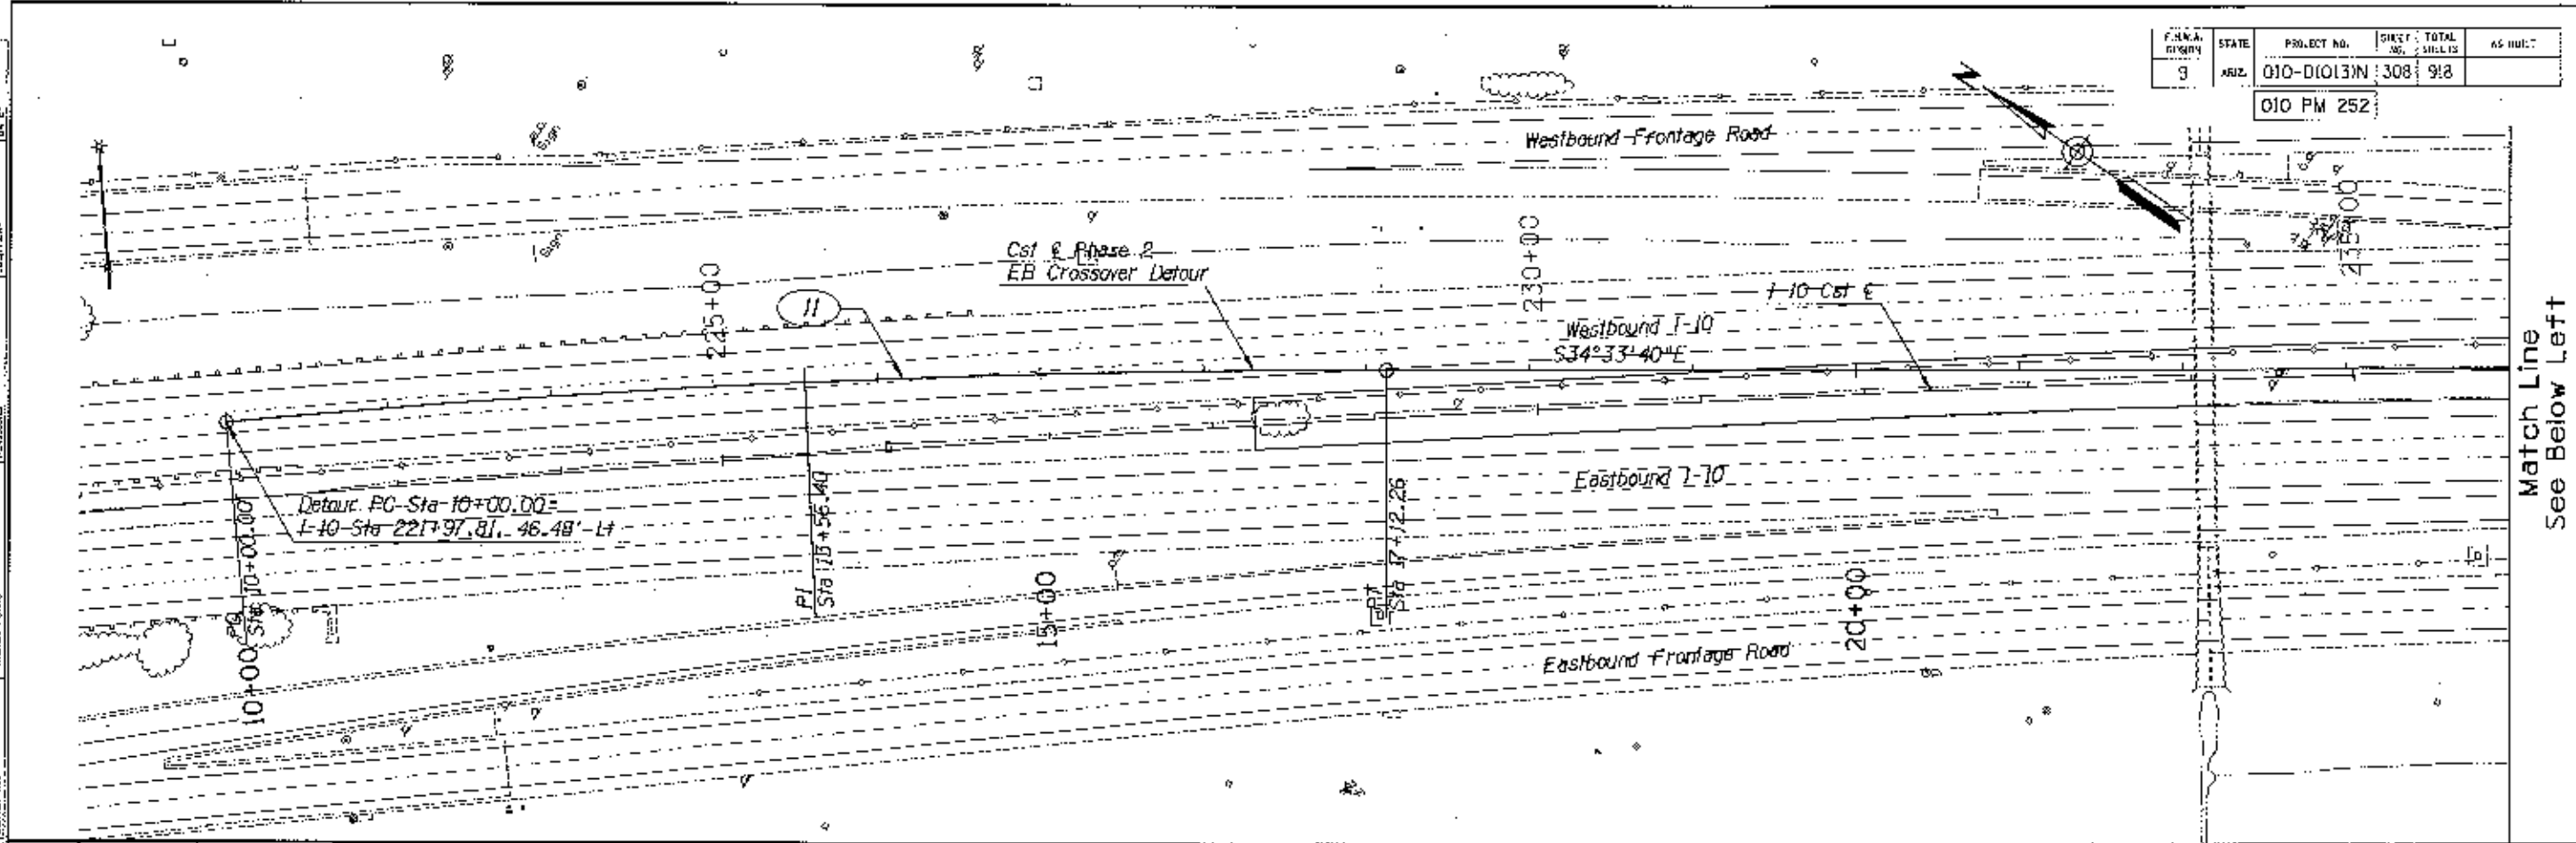 F.H.W.A. STATE PROJECT NO. SHEET NO. TOTAL SHEETS AS BUILT
9 ARIZ. 010-D(013)N 308 918
010 PM 252
Westbound Frontage Road
N
Cst ℄ Phase 2
EB Crossover Detour
225+00
230+00
235+00
11
I-10 Cst ℄
Westbound I-10
S34°33'40"E
Eastbound I-10
Detour PC Sta 10+00.00=
I-10 Sta 221+97.81, 46.48' Lt
PC
Sta 10+00.00
PI
Sta 13+56.40
PT
Sta 17+12.26
10+00
15+00
20+00
Eastbound Frontage Road
Match Line
See Below Left